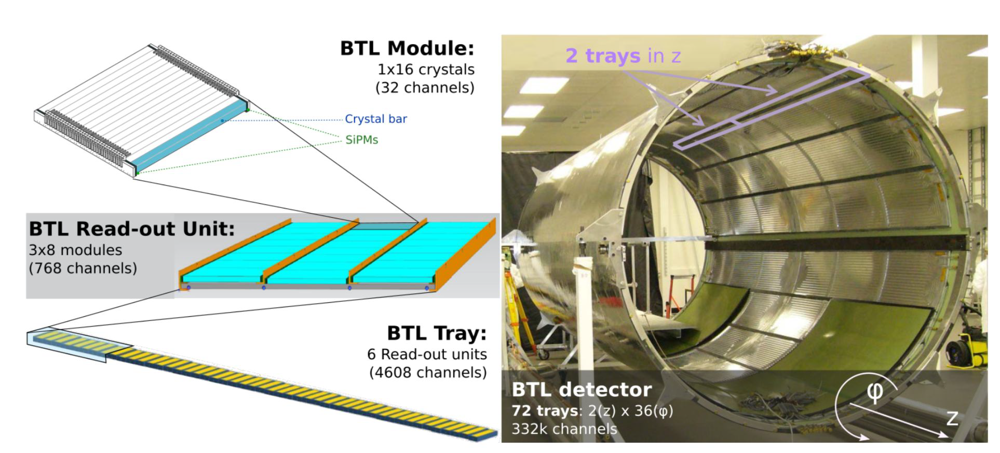 BTL Module:
1x16 crystals
(32 channels)
Crystal bar
SiPMs
BTL Read-out Unit:
3x8 modules
(768 channels)
BTL Tray:
6 Read-out units
(4608 channels)
2 trays in z
BTL detector
72 trays: 2(z) x 36(φ)
332k channels
φ
z